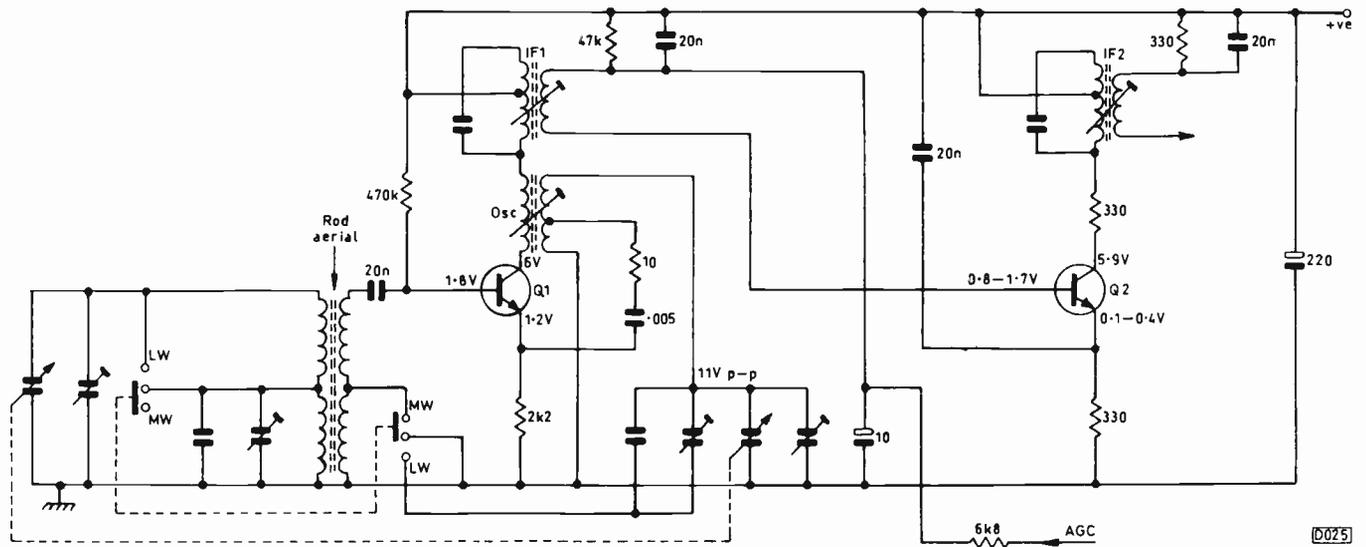 +ve
47k
20n
330
20n
IF1
IF2
20n
470k
Osc
330
Rod
aerial
10
6V
5·9V
220
20n
1·8V
Q1
0·8–1·7V
Q2
·005
1·2V
0·1–0·4V
LW
11V p-p
MW
MW
2k2
10
330
LW
6k8
AGC
D025